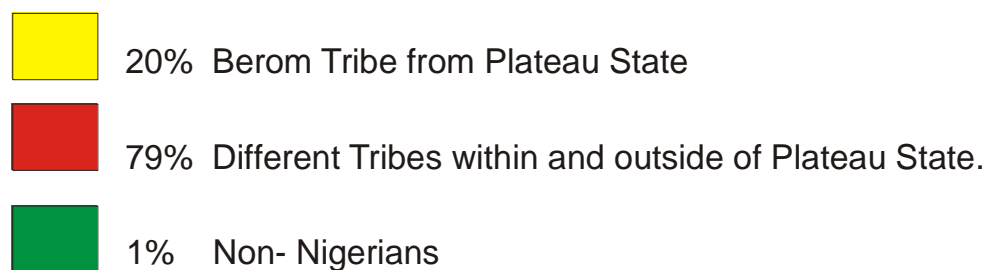 20% Berom Tribe from Plateau State
79% Different Tribes within and outside of Plateau State.
1% Non- Nigerians